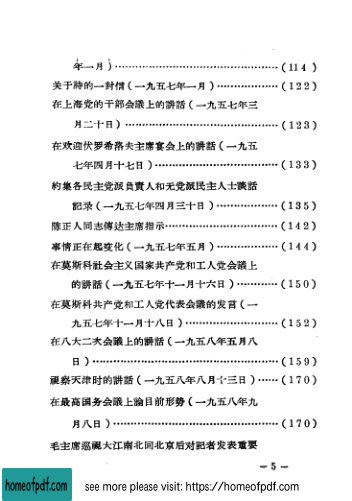 年一月）……………………………………（114）
关于詩的一封信（一九五七年一月）……………（122）
在上海党的干部会議上的講話（一九五七年三
月二十日）…………………………………（123）
在欢迎伏罗希洛夫主席宴会上的講話（一九五
七年四月十七日）…………………………（133）
約集各民主党派負責人和无党派民主人士談話
記录（一九五七年四月三十日）……………（135）
陈正人同志傳达主席指示………………………（142）
事情正在起变化（一九五七年五月）……………（144）
在莫斯科社会主义国家共产党和工人党会議上
的講話（一九五七年十一月十六日）…………（150）
在莫斯科共产党和工人党代表会議的发言（一
九五七年十一月十八日）……………………（152）
在八大二次会議上的講話（一九五八年五月八
日）…………………………………………（159）
視察天津时的講話（一九五八年八月十三日）……（170）
在最高国务会議上論目前形势（一九五八年九
月八日）……………………………………（170）
毛主席巡视大江南北回北京后对記者发表重要
—5—
homeofpdf.com
see more please visit: https://homeofpdf.com